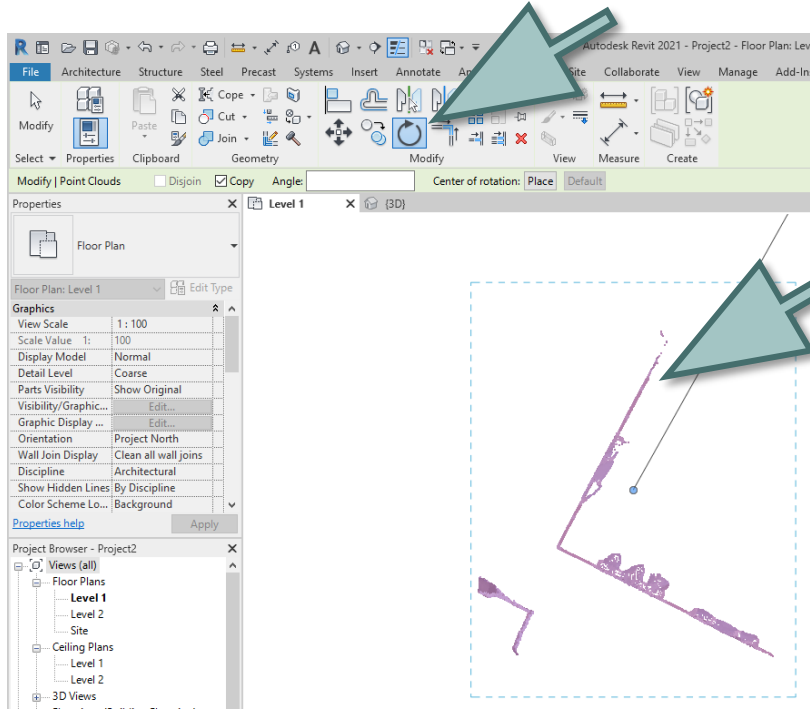 Autodesk Revit 2021 - Project2 - Floor Plan: Lev
File Architecture Structure Steel Precast Systems Insert Annotate Site Collaborate View Manage Add-In
Cope
Cut
Join
Modify
Paste
Select Properties Clipboard Geometry Modify View Measure Create
Modify | Point Clouds Disjoin Copy Angle: Center of rotation: Place Default
Properties
Level 1
{3D}
Floor Plan
Floor Plan: Level 1
Edit Type
Graphics
View Scale 1 : 100
Scale Value 1: 100
Display Model Normal
Detail Level Coarse
Parts Visibility Show Original
Visibility/Graphic... Edit...
Graphic Display ... Edit...
Orientation Project North
Wall Join Display Clean all wall joins
Discipline Architectural
Show Hidden Lines By Discipline
Color Scheme Lo... Background
Properties help
Apply
Project Browser - Project2
Views (all)
Floor Plans
Level 1
Level 2
Site
Ceiling Plans
Level 1
Level 2
3D Views